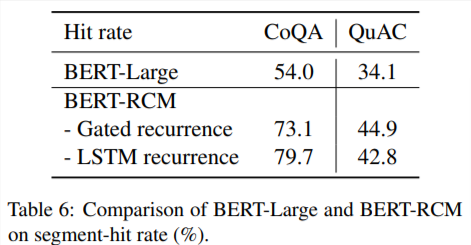 Hit rate CoQA QuAC
BERT-Large 54.0 34.1
BERT-RCM
- Gated recurrence 73.1 44.9
- LSTM recurrence 79.7 42.8
Table 6: Comparison of BERT-Large and BERT-RCM
on segment-hit rate (%).